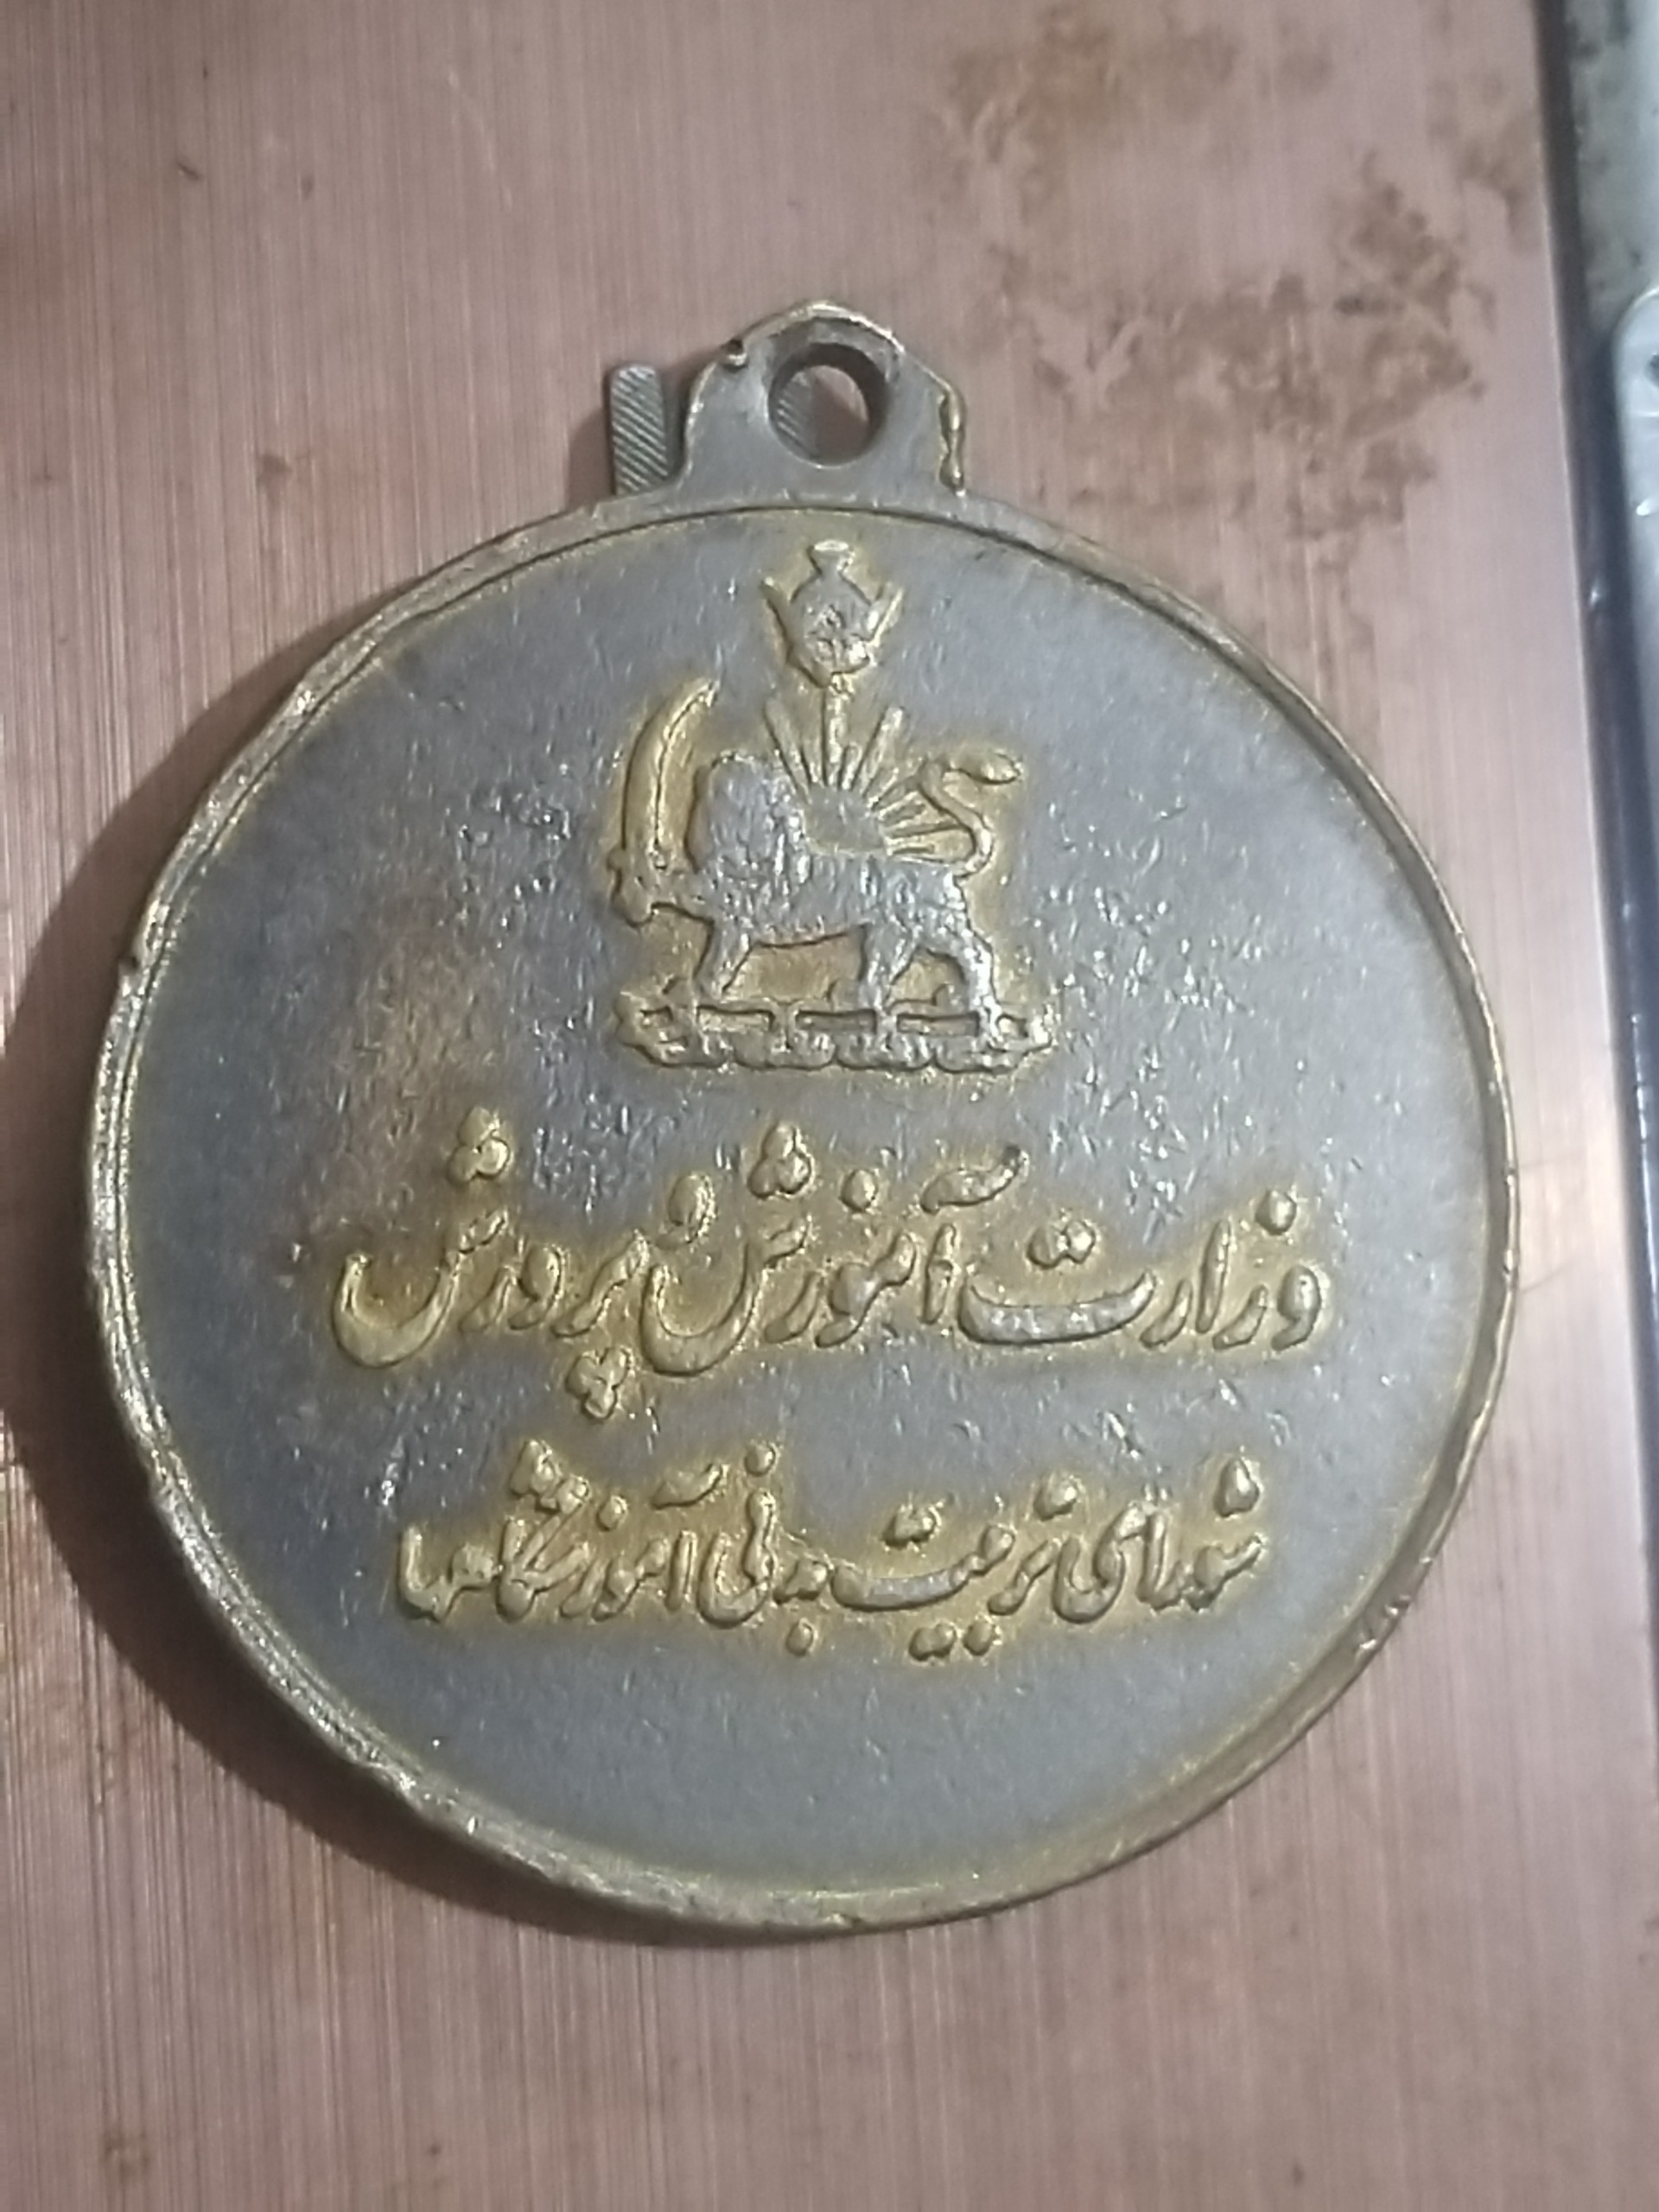 وزارت آموزش و پرورش
شورای تربیت بدنی آموزشگاهها